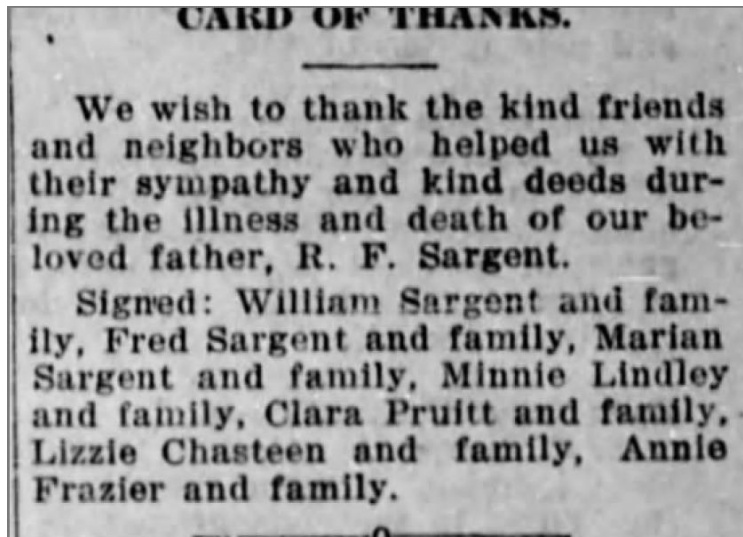 CARD OF THANKS.
We wish to thank the kind friends
and neighbors who helped us with
their sympathy and kind deeds dur-
ing the illness and death of our be-
loved father, R. F. Sargent.
Signed: William Sargent and fam-
ily, Fred Sargent and family, Marian
Sargent and family, Minnie Lindley
and family, Clara Pruitt and family,
Lizzie Chasteen and family, Annie
Frazier and family.